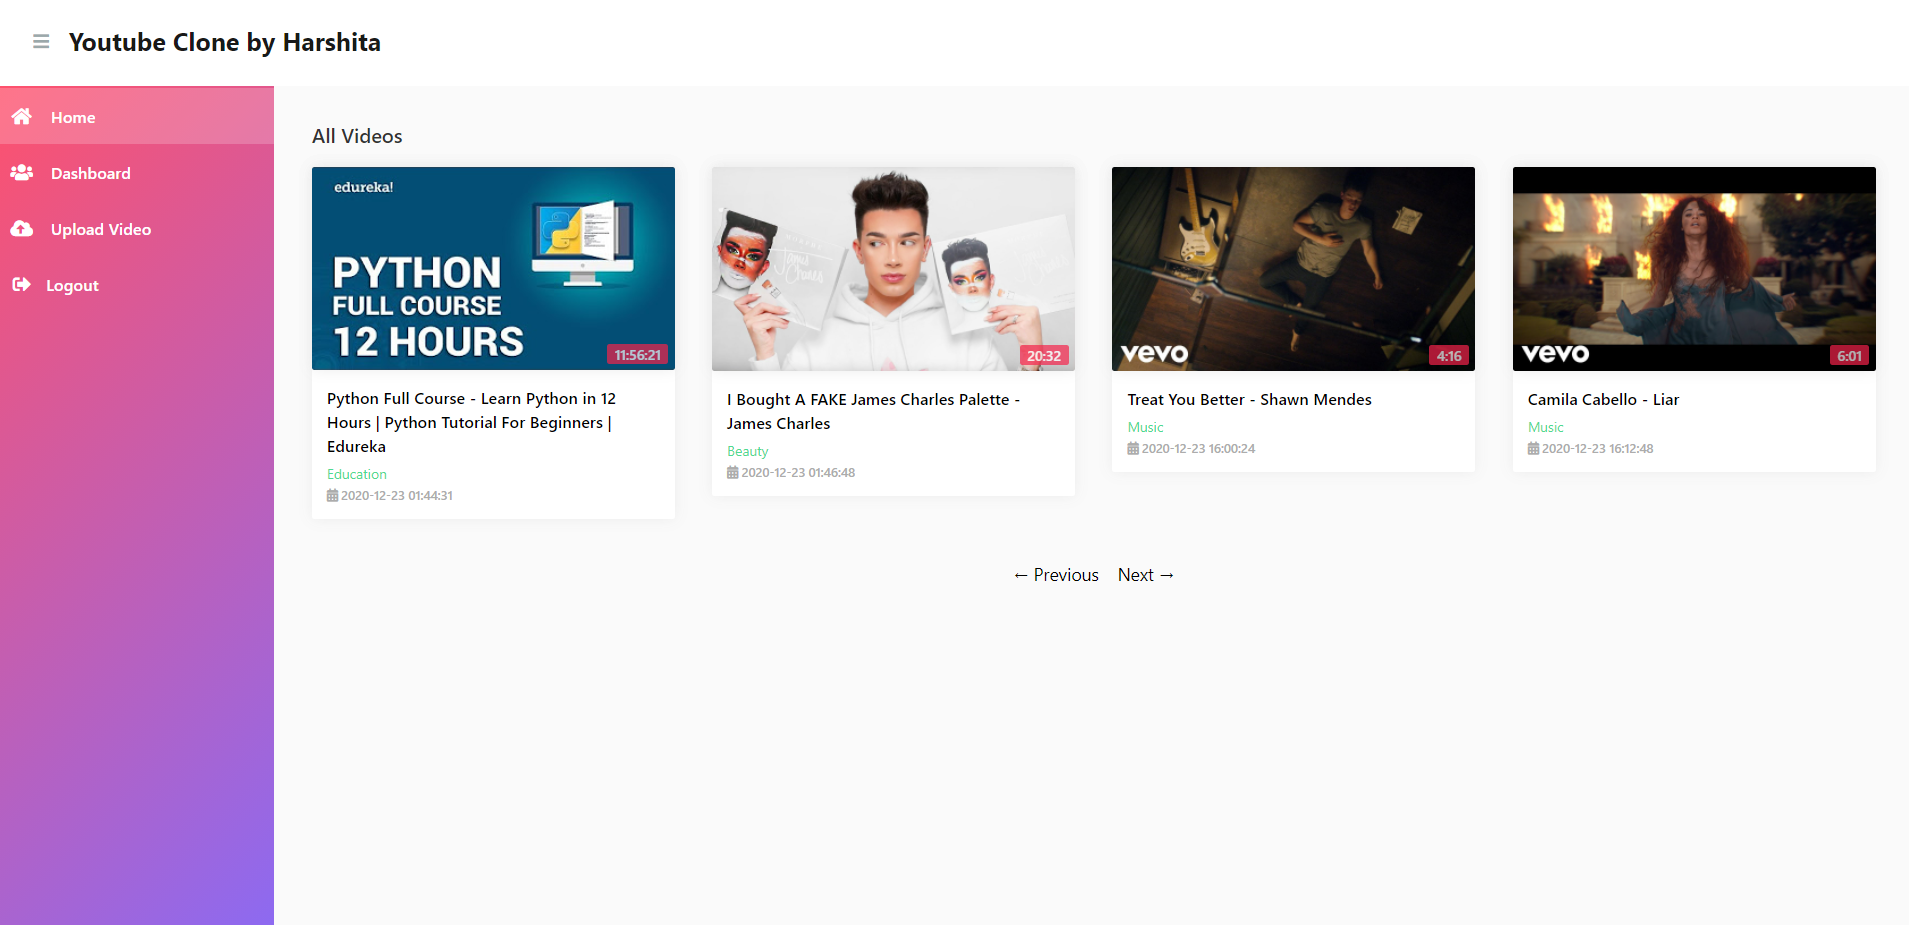 Youtube Clone by Harshita
Home
Dashboard
Upload Video
Logout
All Videos
edureka!
PYTHON
FULL COURSE
12 HOURS
11:56:21
Python Full Course - Learn Python in 12
Hours | Python Tutorial For Beginners |
Edureka
Education
2020-12-23 01:44:31
James
Charles
20:32
I Bought A FAKE James Charles Palette -
James Charles
Beauty
2020-12-23 01:46:48
vevo
4:16
Treat You Better - Shawn Mendes
Music
2020-12-23 16:00:24
vevo
6:01
Camila Cabello - Liar
Music
2020-12-23 16:12:48
← Previous Next →